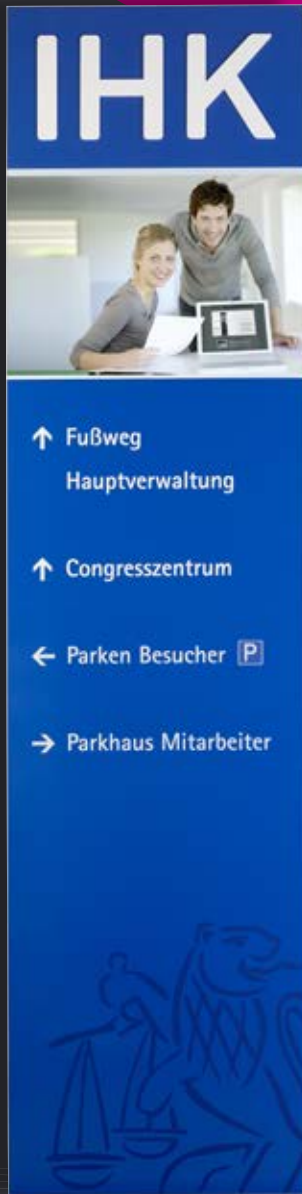 IHK
↑ Fußweg
Hauptverwaltung
↑ Congresszentrum
← Parken Besucher P
→ Parkhaus Mitarbeiter